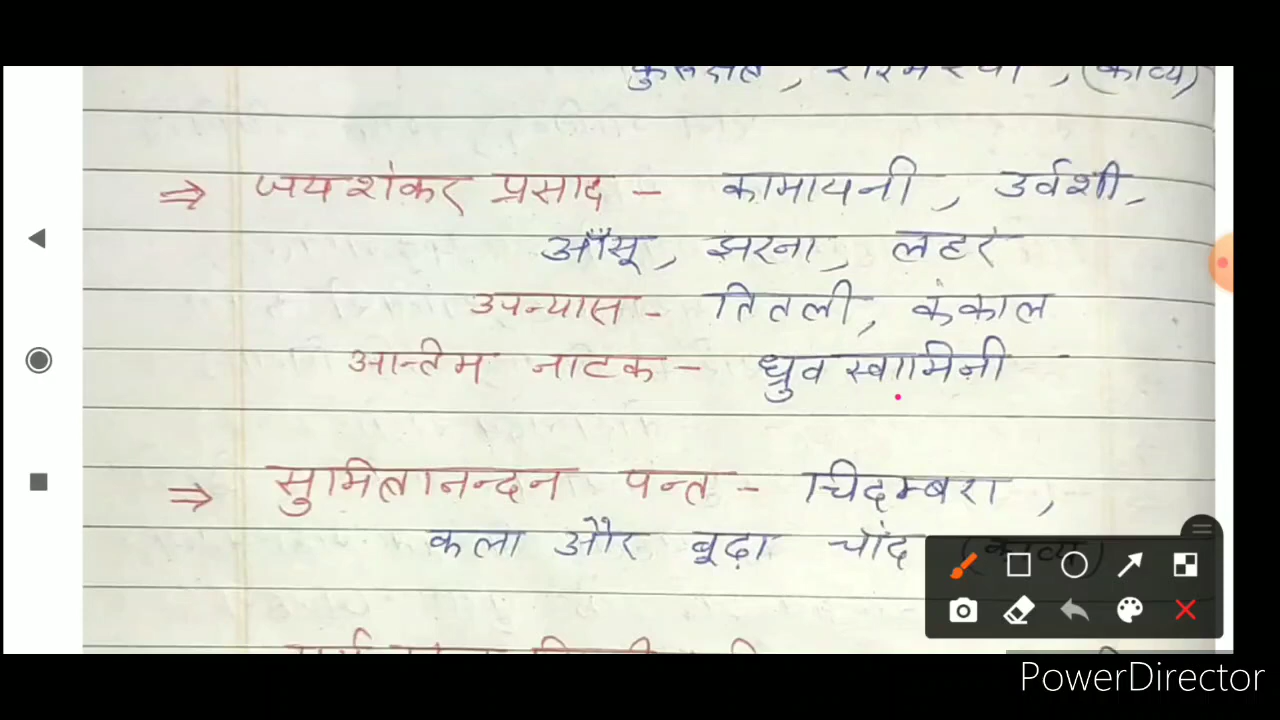 (काव्य)
⇒ जयशंकर प्रसाद - कामायनी, उर्वशी,
आँसू, झरना, लहर
उपन्यास - तितली, कंकाल
अन्तिम नाटक - ध्रुव स्वामिनी
⇒ सुमित्रानन्दन पन्त - चिदम्बरा,
कला और बूढ़ा चाँद (काव्य)
PowerDirector